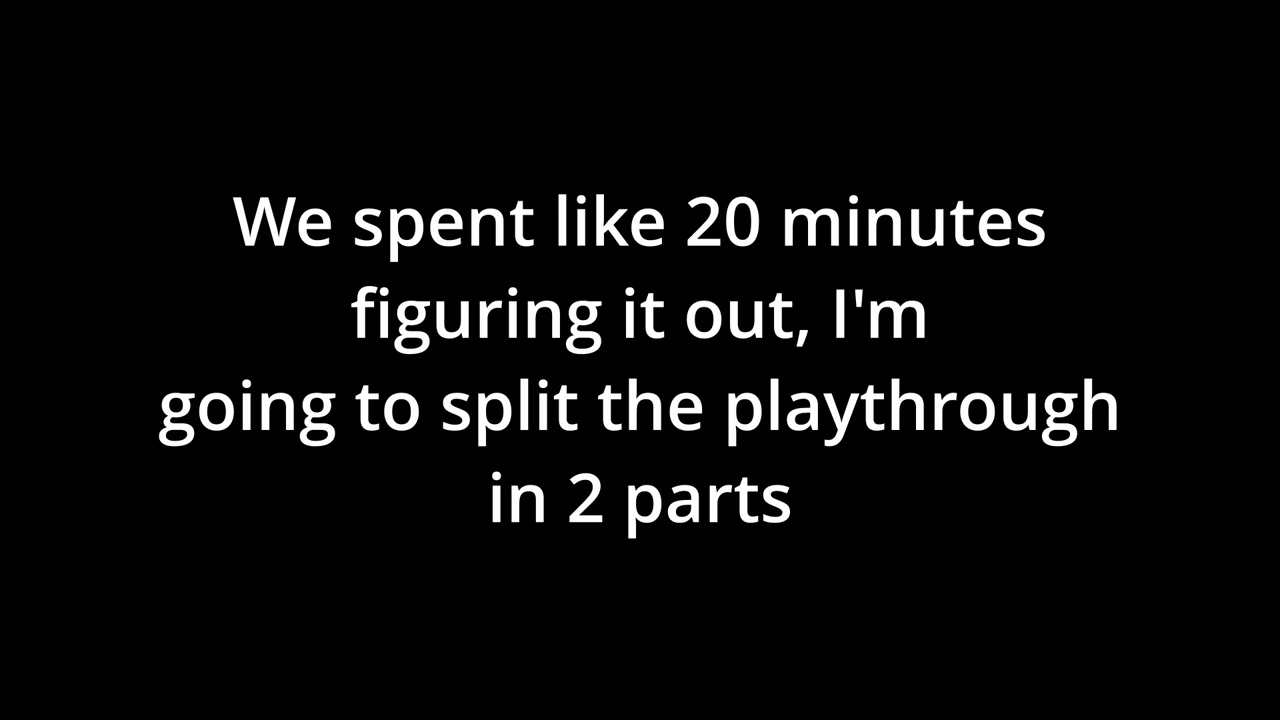 We spent like 20 minutes
figuring it out, I'm
going to split the playthrough
in 2 parts